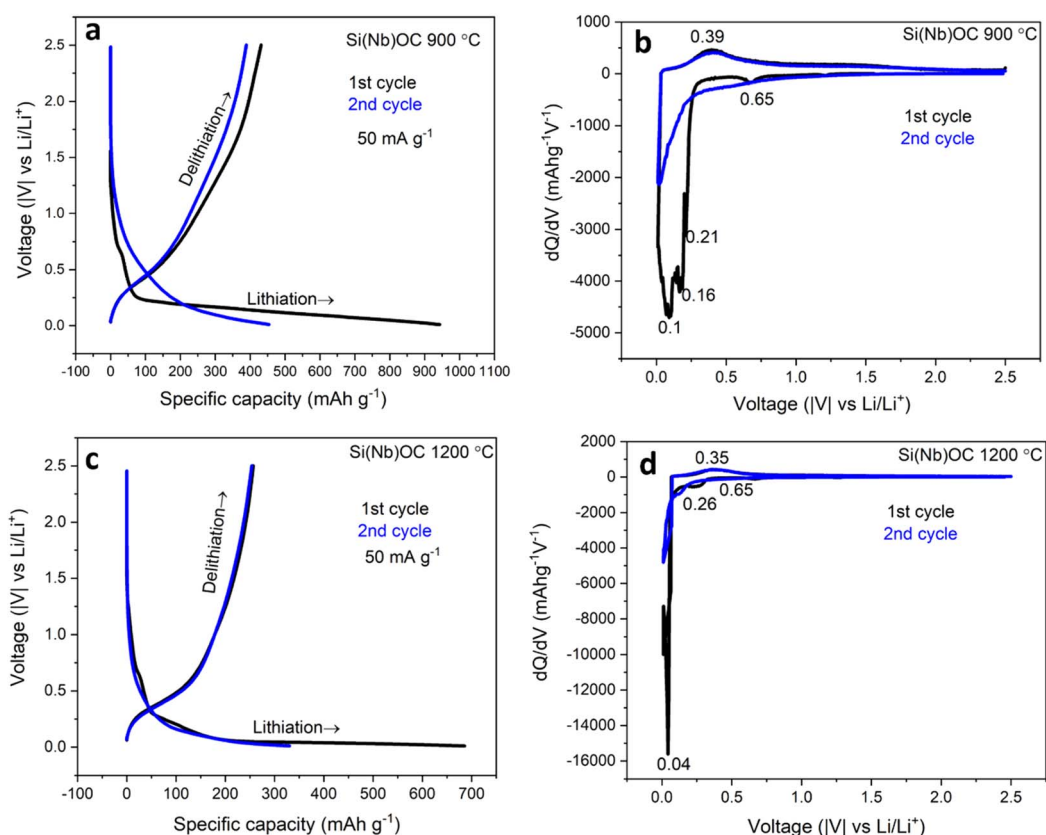 a
Si(Nb)OC 900 °C
1st cycle
2nd cycle
50 mA g⁻¹
Delithiation→
Lithiation→
Voltage (|V| vs Li/Li⁺)
2.5
2.0
1.5
1.0
0.5
0.0
-100 0 100 200 300 400 500 600 700 800 900 1000 1100
Specific capacity (mAh g⁻¹)
b
Si(Nb)OC 900 °C
0.39
0.65
1st cycle
2nd cycle
0.21
0.16
0.1
dQ/dV (mAhg⁻¹V⁻¹)
1000
0
-1000
-2000
-3000
-4000
-5000
0.0 0.5 1.0 1.5 2.0 2.5
Voltage (|V| vs Li/Li⁺)
c
Si(Nb)OC 1200 °C
1st cycle
2nd cycle
50 mA g⁻¹
Delithiation→
Lithiation→
Voltage (|V| vs Li/Li⁺)
2.5
2.0
1.5
1.0
0.5
0.0
-100 0 100 200 300 400 500 600 700
Specific capacity (mAh g⁻¹)
d
Si(Nb)OC 1200 °C
0.35
0.65
0.26
1st cycle
2nd cycle
0.04
dQ/dV (mAhg⁻¹V⁻¹)
2000
0
-2000
-4000
-6000
-8000
-10000
-12000
-14000
-16000
0.0 0.5 1.0 1.5 2.0 2.5
Voltage (|V| vs Li/Li⁺)